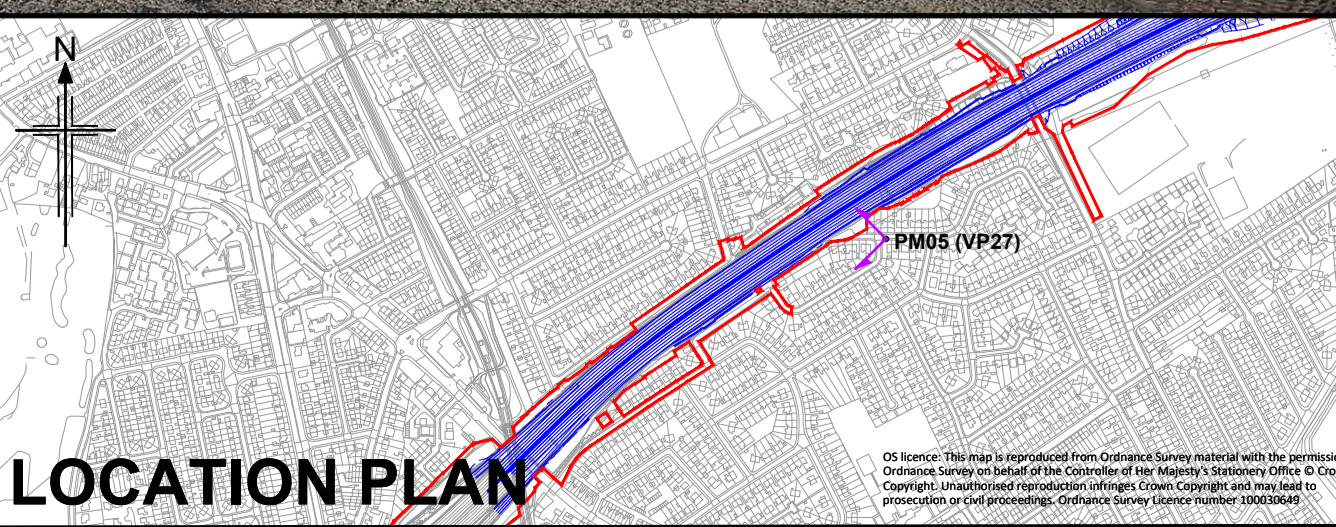 N
PM05 (VP27)
LOCATION PLAN
OS licence: This map is reproduced from Ordnance Survey material with the permissio
Ordnance Survey on behalf of the Controller of Her Majesty's Stationery Office © Cro
Copyright. Unauthorised reproduction infringes Crown Copyright and may lead to
prosecution or civil proceedings. Ordnance Survey Licence number 100030649